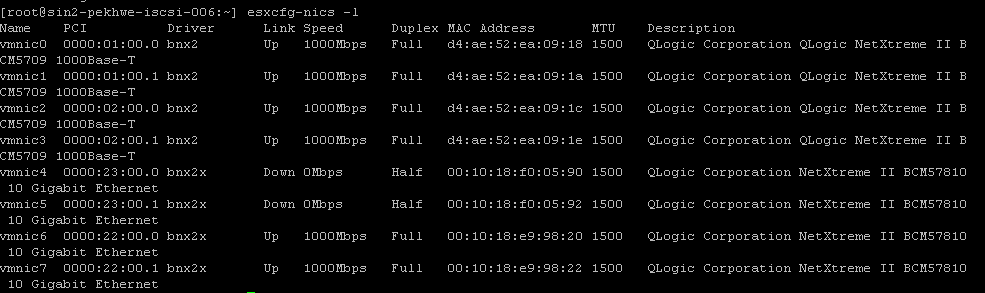 [root@sin2-pekhwe-iscsi-006:~] esxcfg-nics -l
Name    PCI          Driver      Link Speed      Duplex MAC Address       MTU    Description
vmnic0  0000:01:00.0 bnx2        Up   1000Mbps   Full   d4:ae:52:ea:09:18 1500   QLogic Corporation QLogic NetXtreme II B
CM5709 1000Base-T
vmnic1  0000:01:00.1 bnx2        Up   1000Mbps   Full   d4:ae:52:ea:09:1a 1500   QLogic Corporation QLogic NetXtreme II B
CM5709 1000Base-T
vmnic2  0000:02:00.0 bnx2        Up   1000Mbps   Full   d4:ae:52:ea:09:1c 1500   QLogic Corporation QLogic NetXtreme II B
CM5709 1000Base-T
vmnic3  0000:02:00.1 bnx2        Up   1000Mbps   Full   d4:ae:52:ea:09:1e 1500   QLogic Corporation QLogic NetXtreme II B
CM5709 1000Base-T
vmnic4  0000:23:00.0 bnx2x       Down 0Mbps      Half   00:10:18:f0:05:90 1500   QLogic Corporation NetXtreme II BCM57810
 10 Gigabit Ethernet
vmnic5  0000:23:00.1 bnx2x       Down 0Mbps      Half   00:10:18:f0:05:92 1500   QLogic Corporation NetXtreme II BCM57810
 10 Gigabit Ethernet
vmnic6  0000:22:00.0 bnx2x       Up   1000Mbps   Full   00:10:18:e9:98:20 1500   QLogic Corporation NetXtreme II BCM57810
 10 Gigabit Ethernet
vmnic7  0000:22:00.1 bnx2x       Up   1000Mbps   Full   00:10:18:e9:98:22 1500   QLogic Corporation NetXtreme II BCM57810
 10 Gigabit Ethernet